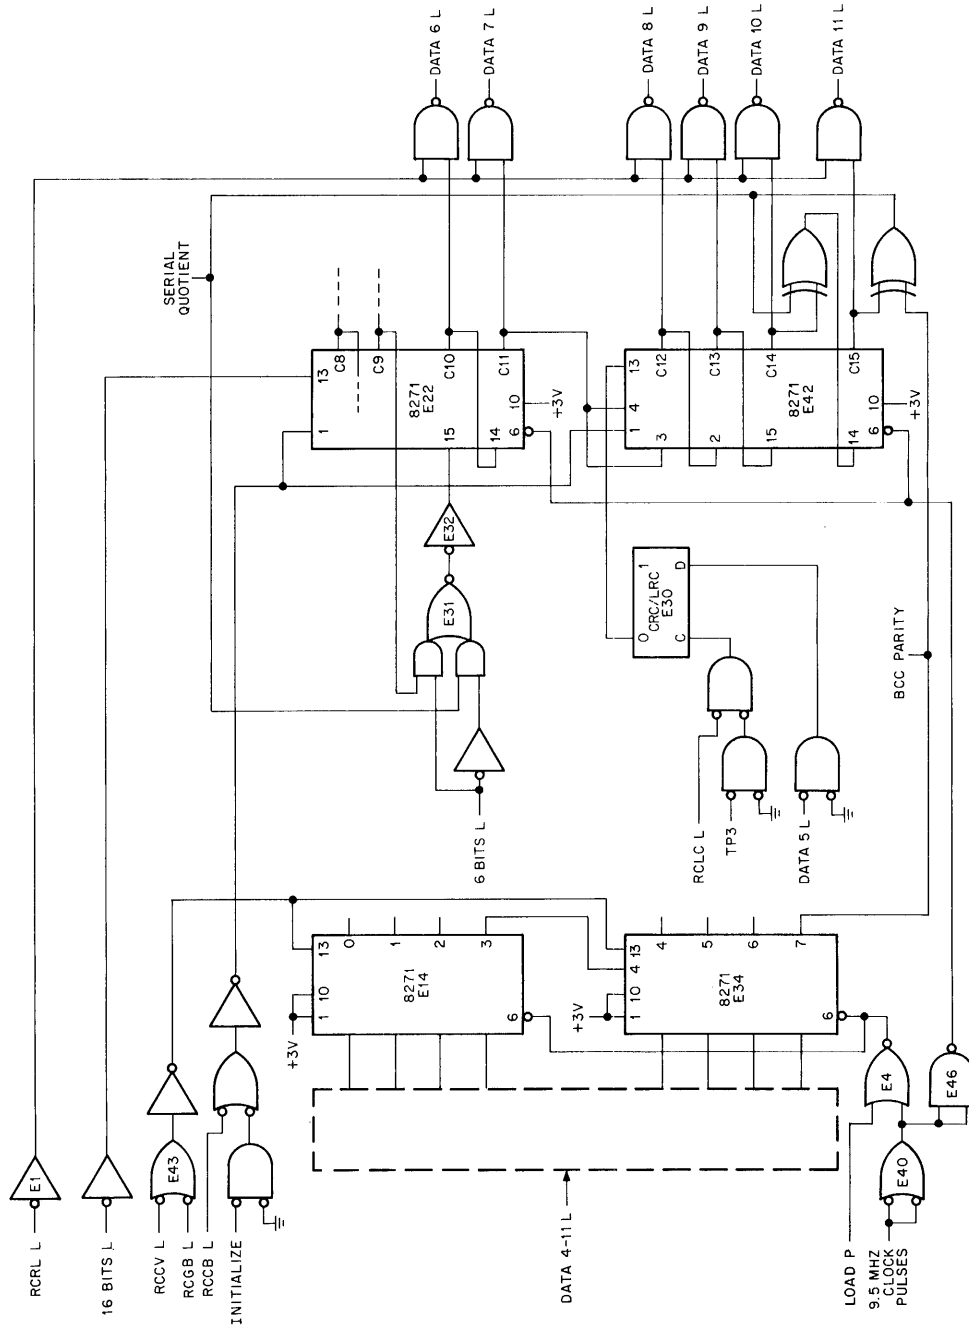 DATA 6 L
DATA 7 L
DATA 8 L
DATA 9 L
DATA 10 L
DATA 11 L
SERIAL
QUOTIENT
13
1
C8
C9
C10
C11
8271
E22
15
14
10
6
+3V
13
4
1
3
2
15
14
C12
C13
C14
C15
8271
E42
10
6
+3V
E32
E31
6 BITS L
0
1
CRC/LRC
E30
C
D
RCLC L
TP3
DATA 5 L
BCC PARITY
+3V
1
10
13
8271
E14
0
1
2
3
6
+3V
1
10
4
13
8271
E34
4
5
6
7
6
E1
E43
E4
E46
E40
RCRL L
16 BITS L
RCCV L
RCGB L
RCCB L
INITIALIZE
DATA 4-11 L
LOAD P
9.5 MHZ
CLOCK
PULSES